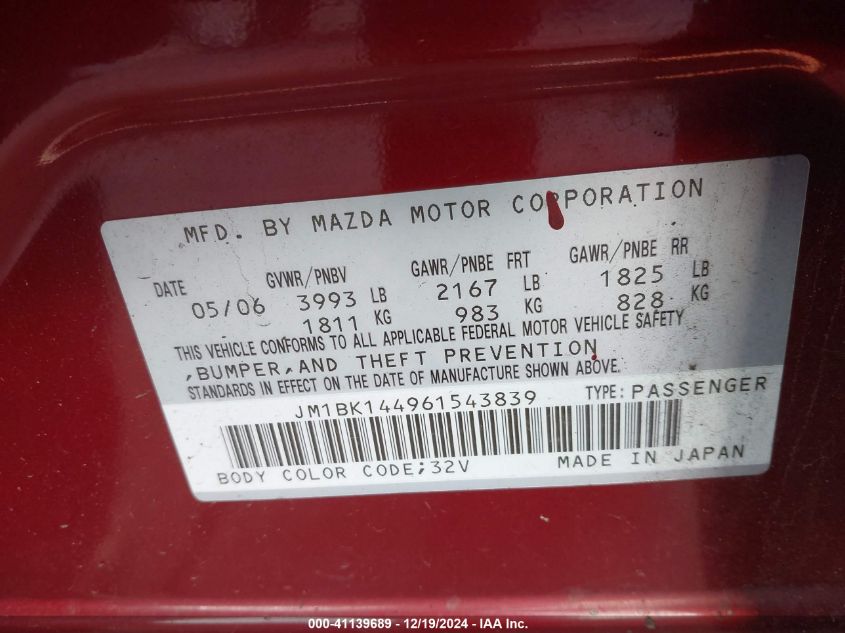 MFD. BY MAZDA MOTOR CORPORATION
DATE GVWR/PNBV GAWR/PNBE FRT GAWR/PNBE RR
05/06 3993 LB 2167 LB 1825 LB
1811 KG 983 KG 828 KG
THIS VEHICLE CONFORMS TO ALL APPLICABLE FEDERAL MOTOR VEHICLE SAFETY
,BUMPER,AND THEFT PREVENTION
STANDARDS IN EFFECT ON THE DATE OF MANUFACTURE SHOWN ABOVE.
JM1BK144961543839 TYPE: PASSENGER
BODY COLOR CODE;32V MADE IN JAPAN
000-41139689 - 12/19/2024 - IAA Inc.